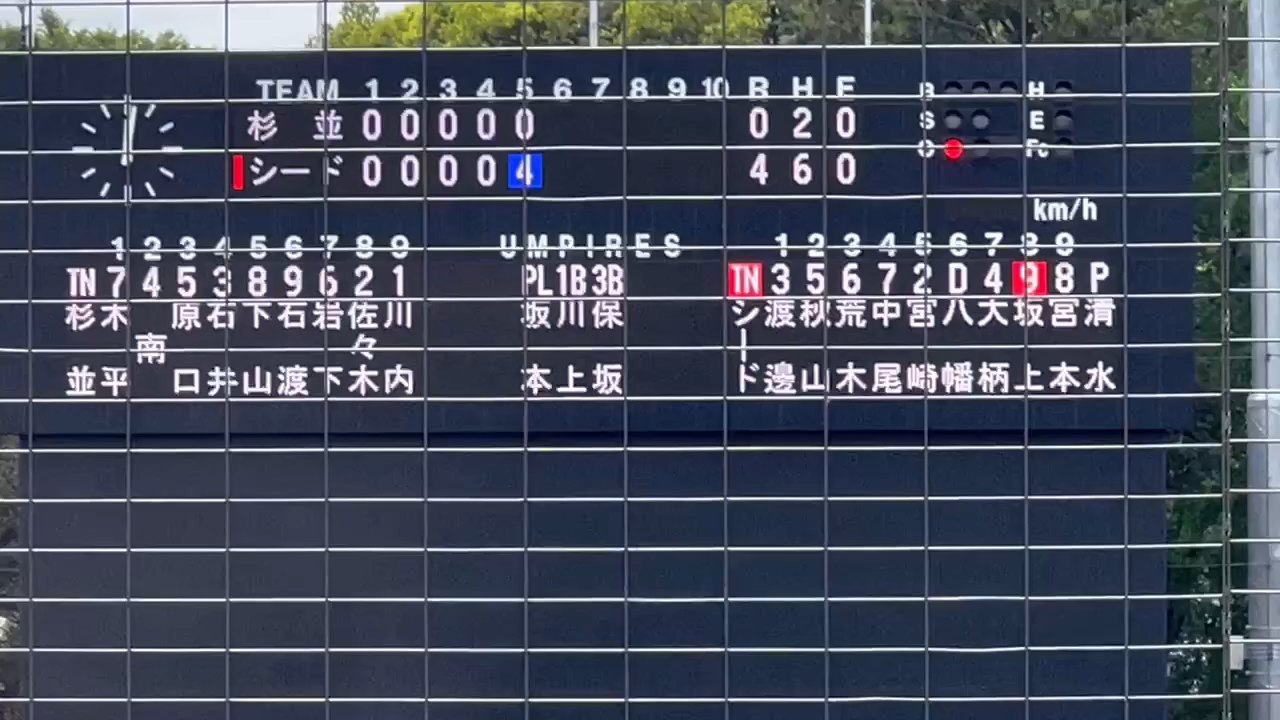 TEAM 1 2 3 4 5 6 7 8 9 10 R H E
杉並 0 0 0 0 0 0 2 0
シード 0 0 0 0 4 4 6 0
B H
S E
O Fc
km/h
1 2 3 4 5 6 7 8 9 UMPIRES 1 2 3 4 5 6 7 8 9
TN 7 4 5 3 8 9 6 2 1 PL 1B 3B TN 3 5 6 7 2 D 4 9 8 P
杉並 木平 南 原口 石井 下山 石渡 岩下 佐々木 川内 坂本 川上 保坂 シード 渡邊 秋山 荒木 中尾 宮崎 八幡 大柄 坂上 宮本 清水